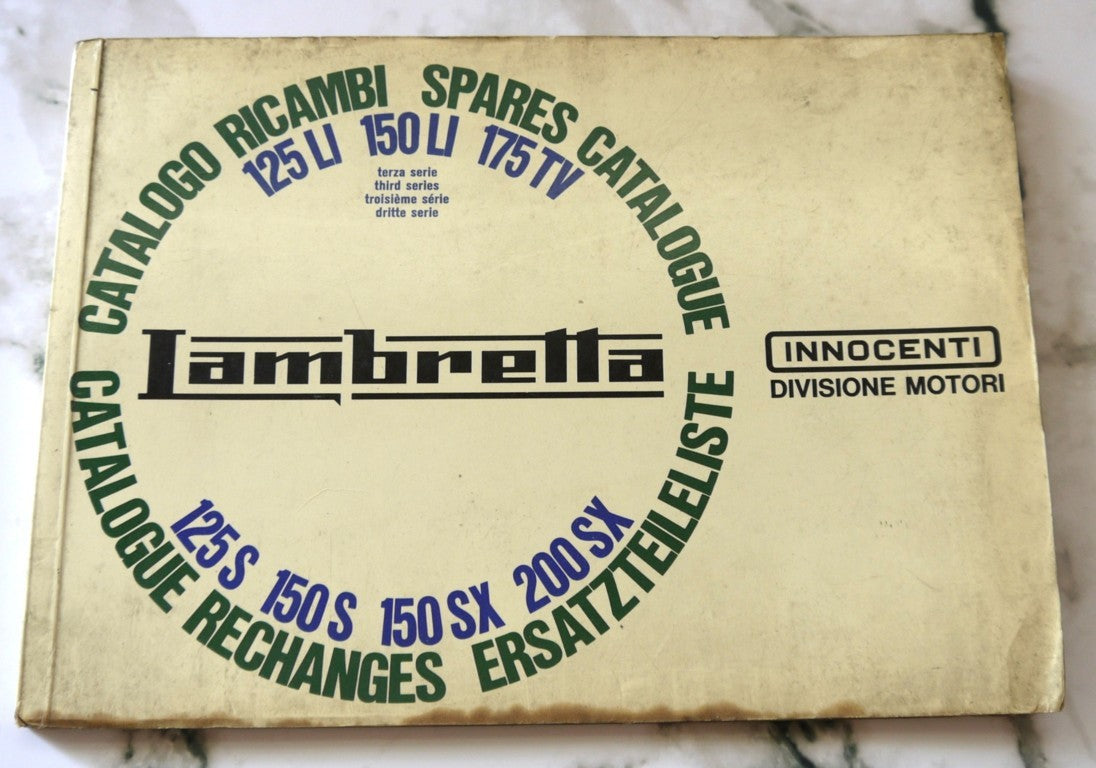 CATALOGO RICAMBI
SPARES CATALOGUE
125 LI 150 LI 175 TV
terza serie
third series
troisième série
dritte serie
Lambretta
INNOCENTI
DIVISIONE MOTORI
125 S 150 S 150 SX 200 SX
CATALOGUE RECHANGES
ERSATZTEILELISTE